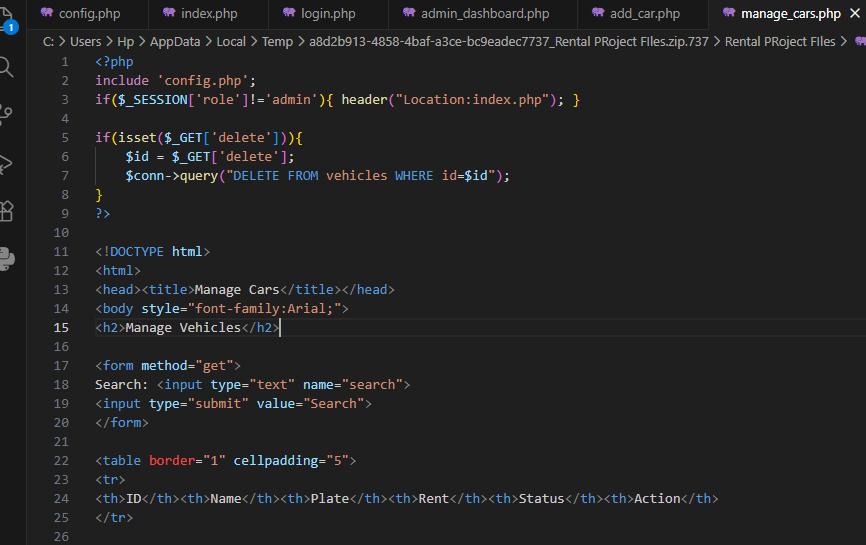 config.php index.php login.php admin_dashboard.php add_car.php manage_cars.php
C: > Users > Hp > AppData > Local > Temp > a8d2b913-4858-4baf-a3ce-bc9eadec7737_Rental PRoject FIles.zip.737 > Rental PRoject FIles >
1
1 <?php
2 include 'config.php';
3 if($_SESSION['role']!='admin'){ header("Location:index.php"); }
4
5 if(isset($_GET['delete'])){
6 $id = $_GET['delete'];
7 $conn->query("DELETE FROM vehicles WHERE id=$id");
8 }
9 ?>
10
11 <!DOCTYPE html>
12 <html>
13 <head><title>Manage Cars</title></head>
14 <body style="font-family:Arial;">
15 <h2>Manage Vehicles</h2>
16
17 <form method="get">
18 Search: <input type="text" name="search">
19 <input type="submit" value="Search">
20 </form>
21
22 <table border="1" cellpadding="5">
23 <tr>
24 <th>ID</th><th>Name</th><th>Plate</th><th>Rent</th><th>Status</th><th>Action</th>
25 </tr>
26